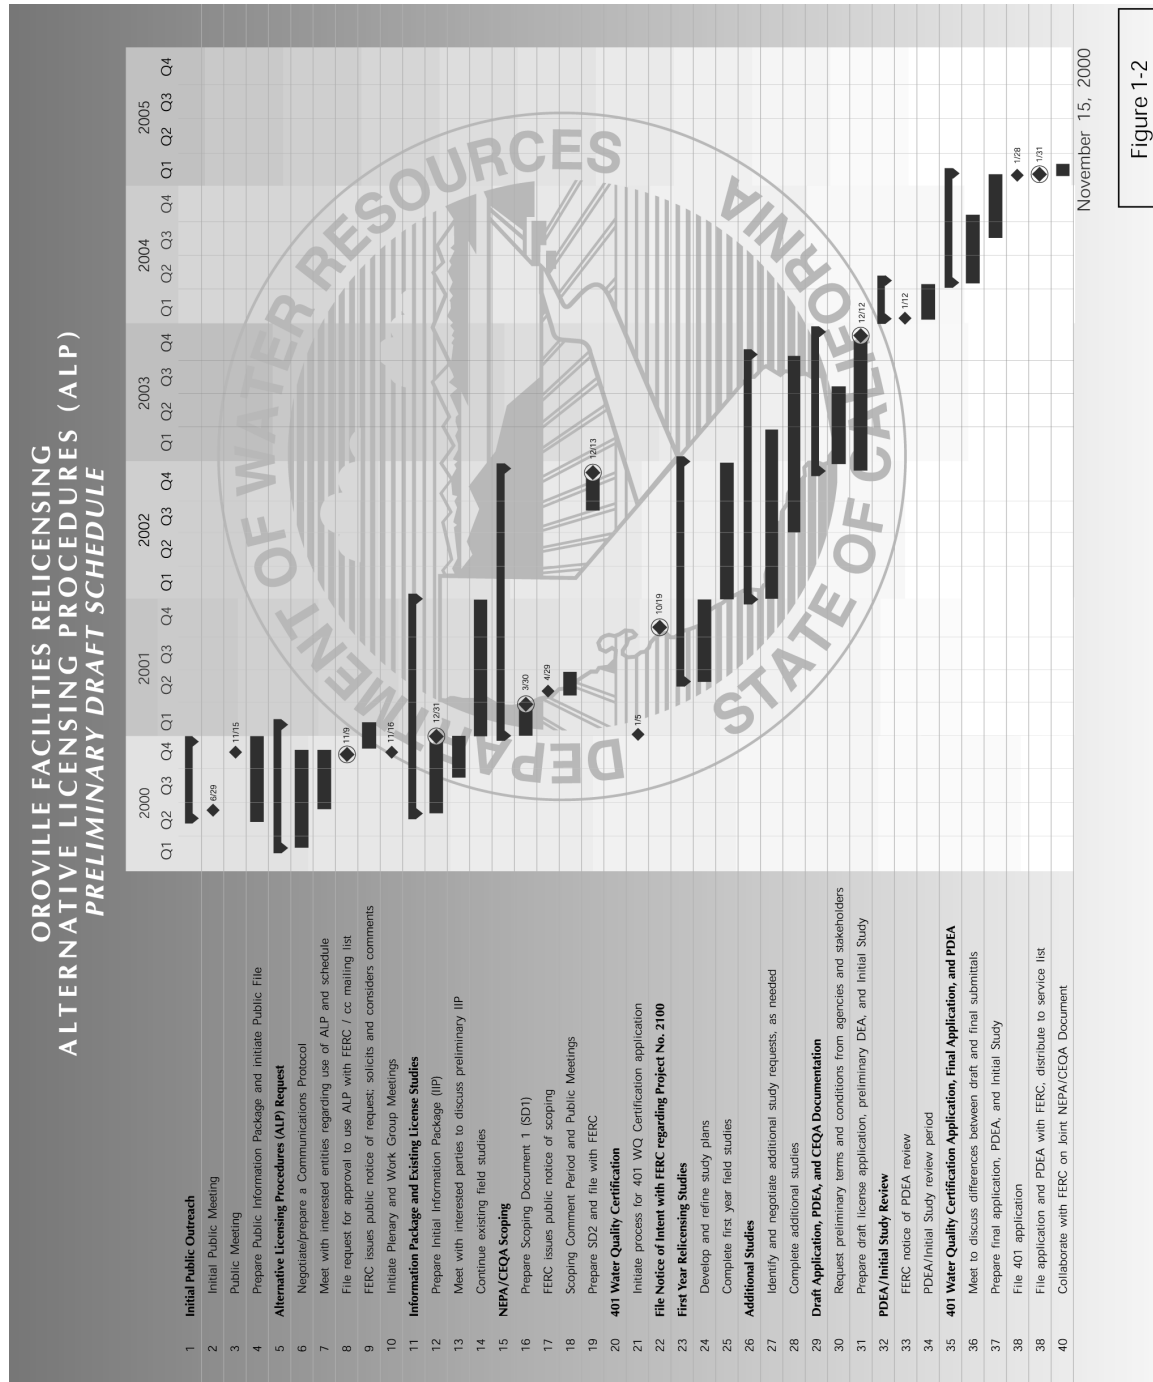 OROVILLE FACILITIES RELICENSING
ALTERNATIVE LICENSING PROCEDURES (ALP)
PRELIMINARY DRAFT SCHEDULE
2000 2001 2002 2003 2004 2005
Q1 Q2 Q3 Q4 Q1 Q2 Q3 Q4 Q1 Q2 Q3 Q4 Q1 Q2 Q3 Q4 Q1 Q2 Q3 Q4 Q1 Q2 Q3 Q4
1 Initial Public Outreach
2 Initial Public Meeting 6/29
3 Public Meeting 11/15
4 Prepare Public Information Package and initiate Public File
5 Alternative Licensing Procedures (ALP) Request
6 Negotiate/prepare a Communications Protocol
7 Meet with interested entities regarding use of ALP and schedule
8 File request for approval to use ALP with FERC / cc mailing list 11/9
9 FERC issues public notice of request; solicits and considers comments
10 Initiate Plenary and Work Group Meetings 11/16
11 Information Package and Existing License Studies
12 Prepare Initial Information Package (IIP) 12/31
13 Meet with interested parties to discuss preliminary IIP
14 Continue existing field studies
15 NEPA/CEQA Scoping
16 Prepare Scoping Document 1 (SD1) 3/30
17 FERC issues public notice of scoping 4/29
18 Scoping Comment Period and Public Meetings
19 Prepare SD2 and file with FERC 12/13
20 401 Water Quality Certification
21 Initiate process for 401 WQ Certification application 1/5
22 File Notice of Intent with FERC regarding Project No. 2100 10/19
23 First Year Relicensing Studies
24 Develop and refine study plans
25 Complete first year field studies
26 Additional Studies
27 Identify and negotiate additional study requests, as needed
28 Complete additional studies
29 Draft Application, PDEA, and CEQA Documentation
30 Request preliminary terms and conditions from agencies and stakeholders
31 Prepare draft license application, preliminary DEA, and Initial Study 12/12
32 PDEA/Initial Study Review
33 FERC notice of PDEA review 1/12
34 PDEA/Initial Study review period
35 401 Water Quality Certification Application, Final Application, and PDEA
36 Meet to discuss differences between draft and final submittals
37 Prepare final application, PDEA, and Initial Study
38 File 401 application 1/28
38 File application and PDEA with FERC, distribute to service list 1/31
40 Collaborate with FERC on Joint NEPA/CEQA Document
DEPARTMENT OF WATER RESOURCES
STATE OF CALIFORNIA
November 15, 2000
Figure 1-2